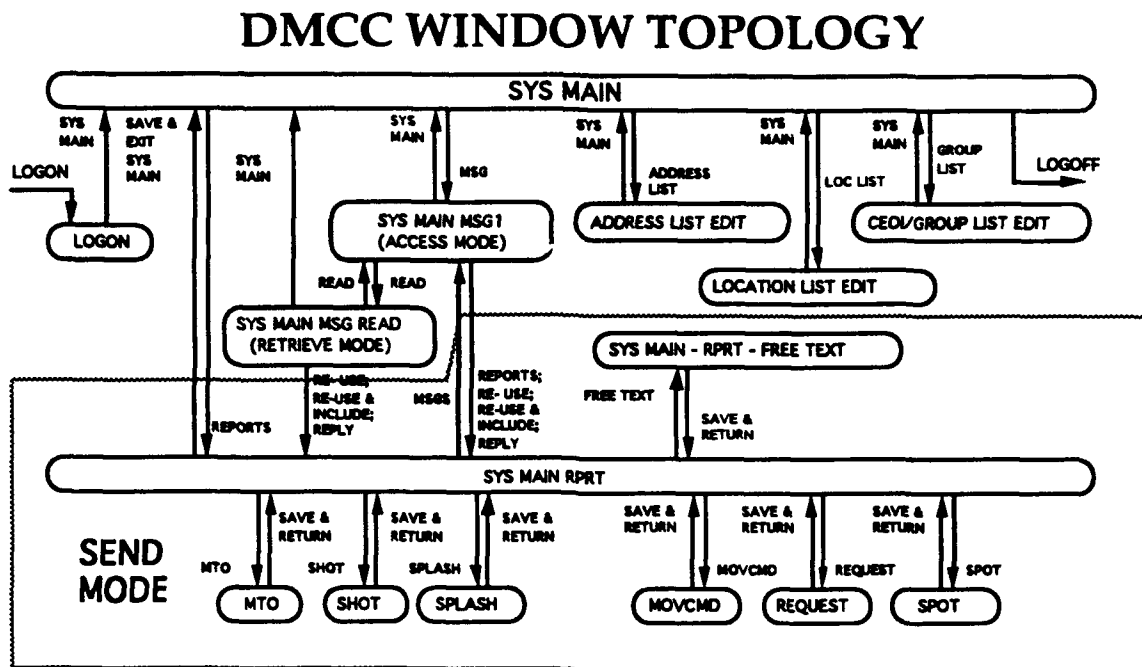 DMCC WINDOW TOPOLOGY
SYS MAIN
SYS
MAIN
SAVE &
EXIT
SYS
MAIN
SYS
MAIN
SYS
MAIN
MSG
SYS
MAIN
ADDRESS
LIST
SYS
MAIN
LOC LIST
SYS
MAIN
GROUP
LIST
LOGON
LOGOFF
LOGON
SYS MAIN MSG1
(ACCESS MODE)
ADDRESS LIST EDIT
CEOI/GROUP LIST EDIT
LOCATION LIST EDIT
READ
READ
SYS MAIN MSG READ
(RETRIEVE MODE)
SYS MAIN - RPRT - FREE TEXT
RE-USE;
RE-USE &
INCLUDE;
REPLY
MSGS
REPORTS;
RE- USE;
RE-USE &
INCLUDE;
REPLY
FREE TEXT
SAVE &
RETURN
REPORTS
SYS MAIN RPRT
SAVE &
RETURN
SAVE &
RETURN
SAVE &
RETURN
SAVE &
RETURN
SAVE &
RETURN
SAVE &
RETURN
SEND
MODE
MTO
SHOT
SPLASH
MOVCMD
REQUEST
SPOT
MTO
SHOT
SPLASH
MOVCMD
REQUEST
SPOT